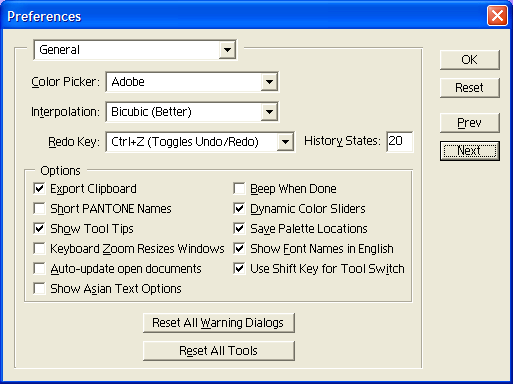 Preferences
General
OK
Color Picker: Adobe
Reset
Interpolation: Bicubic (Better)
Prev
Redo Key: Ctrl+Z (Toggles Undo/Redo) History States: 20
Next
Options
Export Clipboard
Beep When Done
Short PANTONE Names
Dynamic Color Sliders
Show Tool Tips
Save Palette Locations
Keyboard Zoom Resizes Windows
Show Font Names in English
Auto-update open documents
Use Shift Key for Tool Switch
Show Asian Text Options
Reset All Warning Dialogs
Reset All Tools